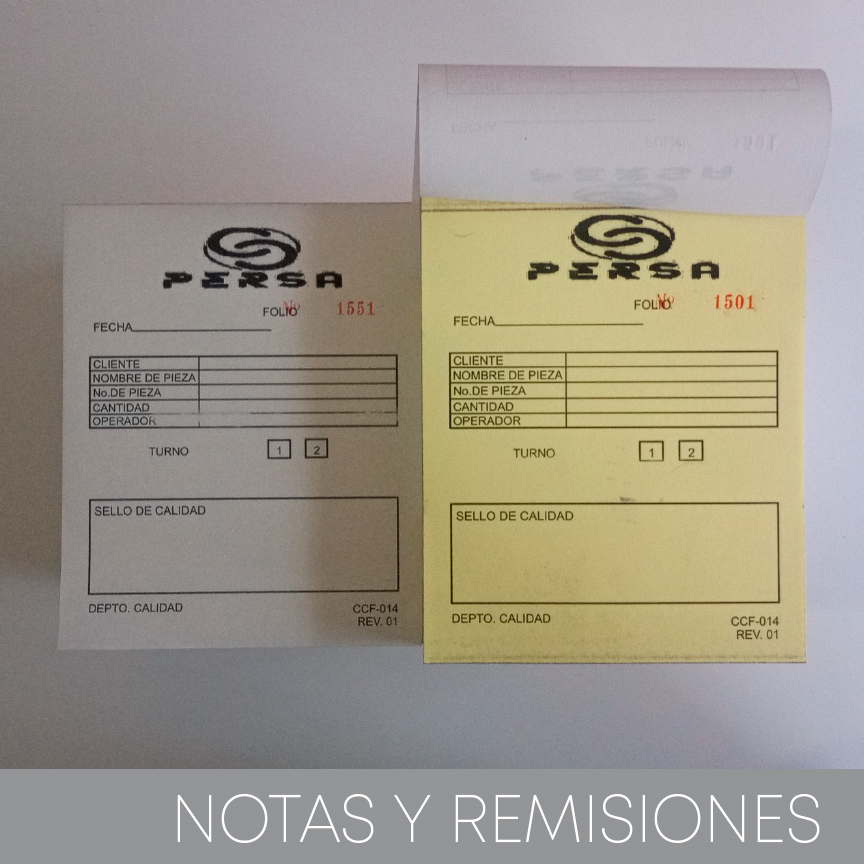 PERSA
FOLIO No 1551
FECHA
CLIENTE
NOMBRE DE PIEZA
No.DE PIEZA
CANTIDAD
OPERADOR
TURNO 1 2
SELLO DE CALIDAD
DEPTO. CALIDAD
CCF-014
REV. 01
FECHA
1501
PERSA
FOLIO No 1501
FECHA
CLIENTE
NOMBRE DE PIEZA
No.DE PIEZA
CANTIDAD
OPERADOR
TURNO 1 2
SELLO DE CALIDAD
DEPTO. CALIDAD
CCF-014
REV. 01
NOTAS Y REMISIONES